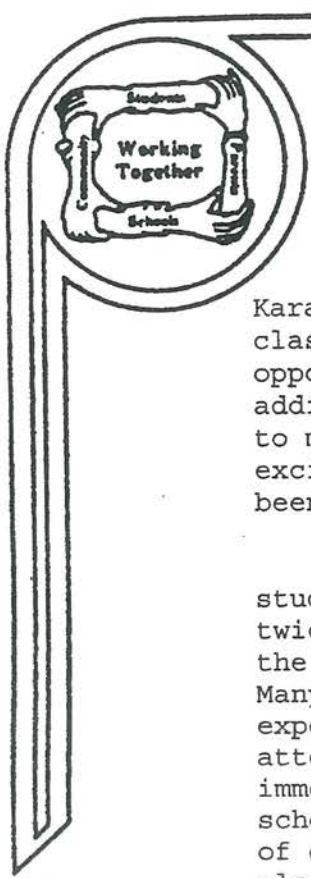 Students
Working
Together
Community
Parents
Schools
Kara
clas
oppo
addi
to n
exci
been
stud
twic
the
Many
expe
atte
imme
scho
of c